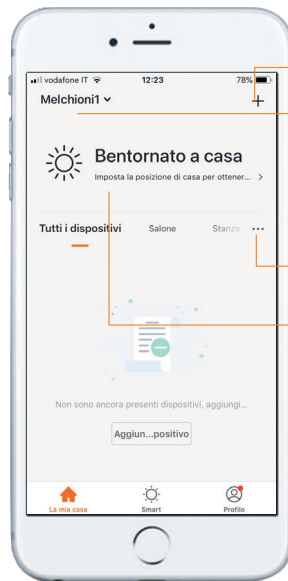 vodafone IT 12:23 78%
Melchioni1
Bentornato a casa
Imposta la posizione di casa per ottener...
Tutti i dispositivi Salone Stanza
Non sono ancora presenti dispositivi, aggiungi...
Aggiun...positivo
La mia casa Smart Profilo